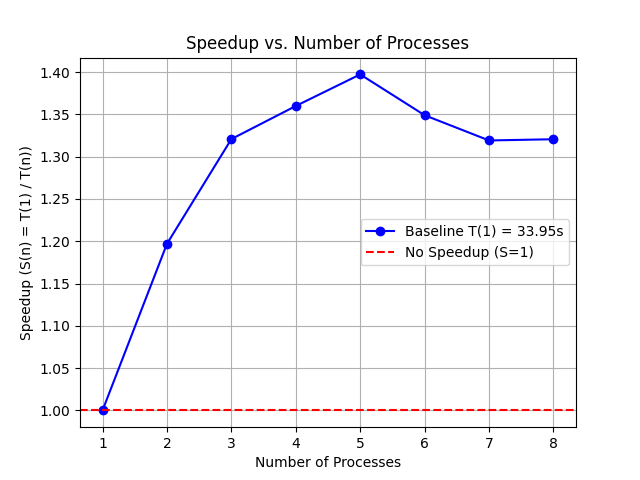 Speedup vs. Number of Processes
Speedup (S(n) = T(1) / T(n))
1.40
1.35
1.30
1.25
1.20
1.15
1.10
1.05
1.00
Baseline T(1) = 33.95s
No Speedup (S=1)
1 2 3 4 5 6 7 8
Number of Processes